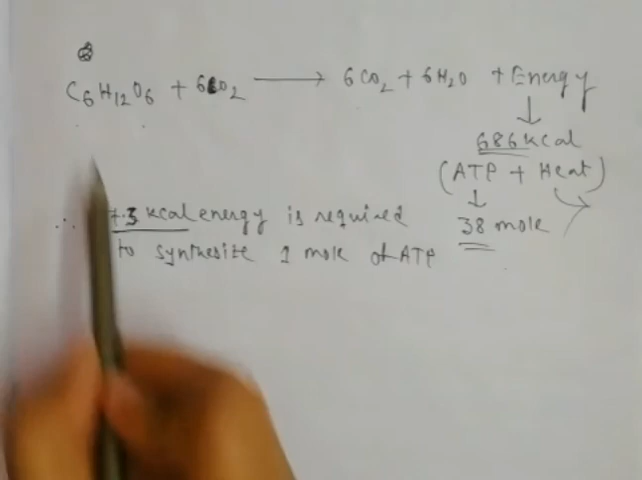 C6H12O6 + 6O2 → 6CO2 + 6H2O + Energy
↓
686 Kcal
(ATP + Heat)
↓
38 mole
∴ 7.3 Kcal energy is required
to synthesize 1 mole of ATP